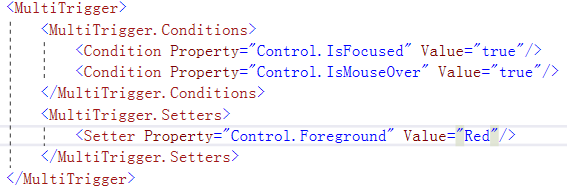 <MultiTrigger>
<MultiTrigger.Conditions>
<Condition Property="Control.IsFocused" Value="true"/>
<Condition Property="Control.IsMouseOver" Value="true"/>
</MultiTrigger.Conditions>
<MultiTrigger.Setters>
<Setter Property="Control.Foreground" Value="Red"/>
</MultiTrigger.Setters>
</MultiTrigger>